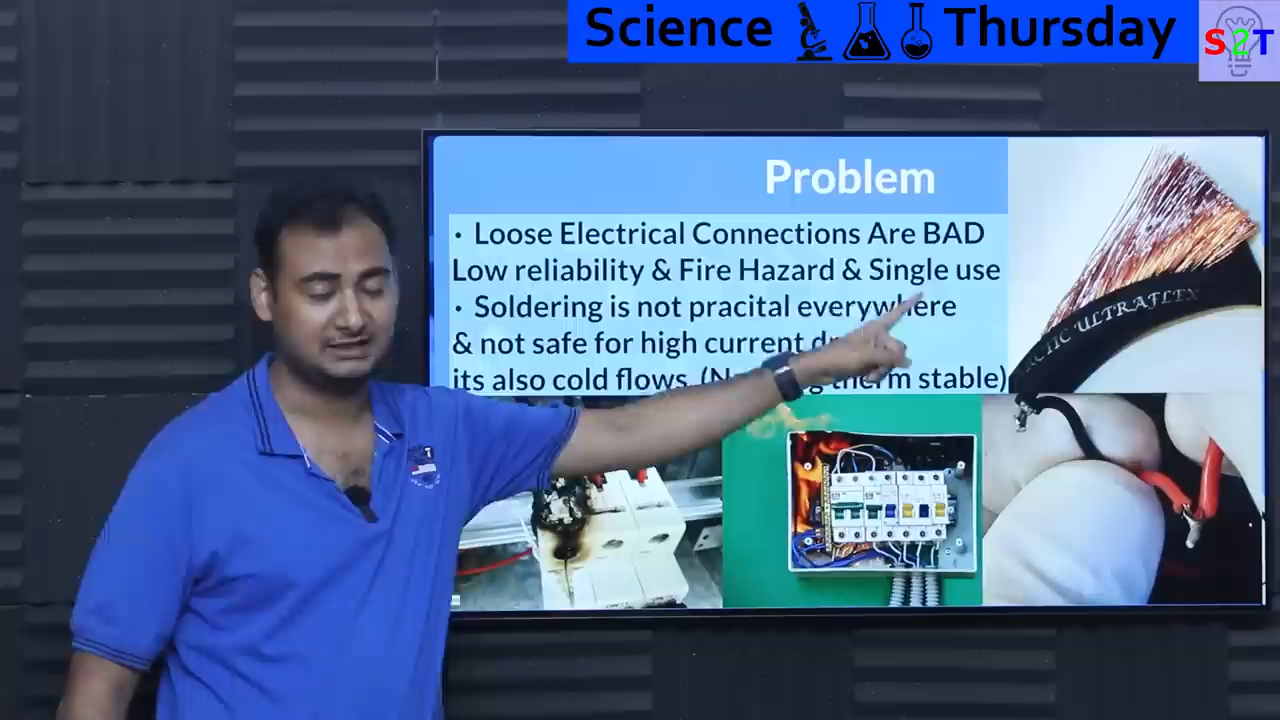 Science Thursday
S2T
Problem
· Loose Electrical Connections Are BAD
Low reliability & Fire Hazard & Single use
· Soldering is not pracital everywhere
& not safe for high current
its also cold flows. therm stable)
ULTRAFLEX